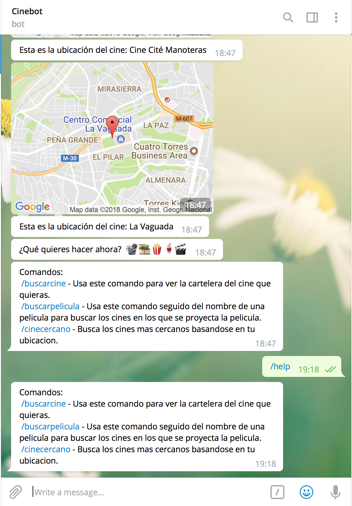 Cinebot
bot
Esta es la ubicación del cine: Cine Cité Manoteras 18:47
MIRASIERRA
M-607
Centro Comercial
La Vaguada
LA PAZ
PEÑA GRANDE
Cuatro Torres
Business Area
M-30
EL PILAR
ALMENARA
Google
Map data ©2018 Google, Inst. Geogr. Nacional
18:47
Esta es la ubicación del cine: La Vaguada 18:47
¿Qué quieres hacer ahora? 18:47
Comandos:
/buscarcine - Usa este comando para ver la cartelera del cine que
quieras.
/buscarpelicula - Usa este comando seguido del nombre de una
pelicula para buscar los cines en los que se proyecta la pelicula.
/cinecercano - Busca los cines mas cercanos basandose en tu
ubicacion. 18:47
/help 19:18
Comandos:
/buscarcine - Usa este comando para ver la cartelera del cine que
quieras.
/buscarpelicula - Usa este comando seguido del nombre de una
pelicula para buscar los cines en los que se proyecta la pelicula.
/cinecercano - Busca los cines mas cercanos basandose en tu
ubicacion. 19:18
Write a message...